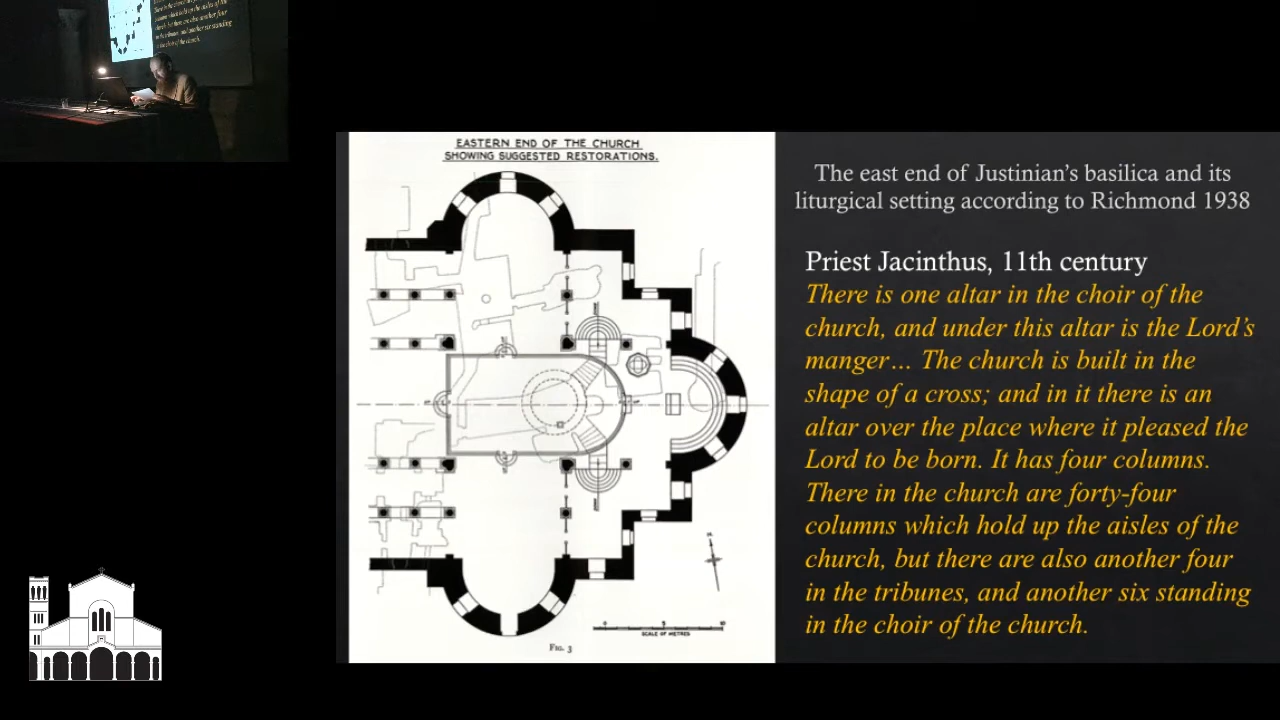 There is one altar in the choir of the
church, and under this altar is the Lord's
manger... The church is built in the
shape of a cross; and in it there is an
altar over the place where it pleased the
Lord to be born. It has four columns.
There in the church are forty-four
columns which hold up the aisles of the
church, but there are also another four
in the tribunes, and another six standing
in the choir of the church.
EASTERN END OF THE CHURCH
SHOWING SUGGESTED RESTORATIONS.
0 5 10
SCALE OF METRES
FIG. 3
The east end of Justinian's basilica and its
liturgical setting according to Richmond 1938
Priest Jacinthus, 11th century